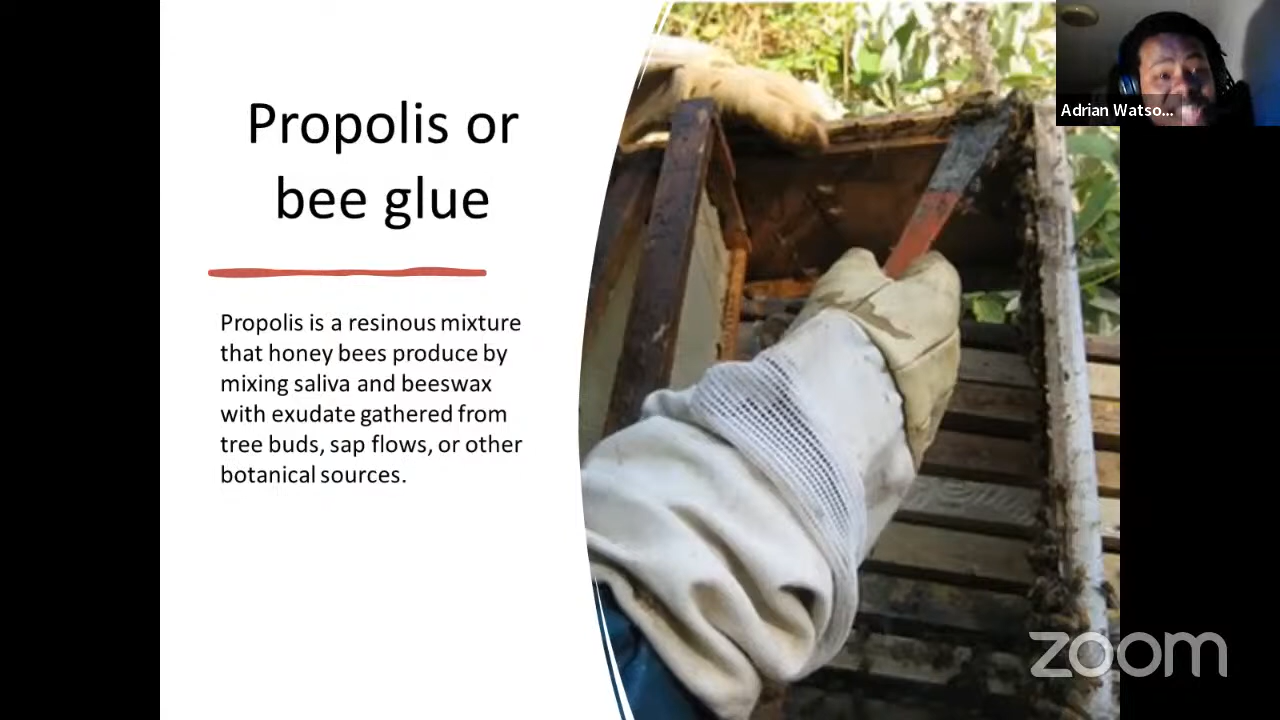 Propolis or
bee glue
Propolis is a resinous mixture
that honey bees produce by
mixing saliva and beeswax
with exudate gathered from
tree buds, sap flows, or other
botanical sources.
Adrian Watso...
zoom